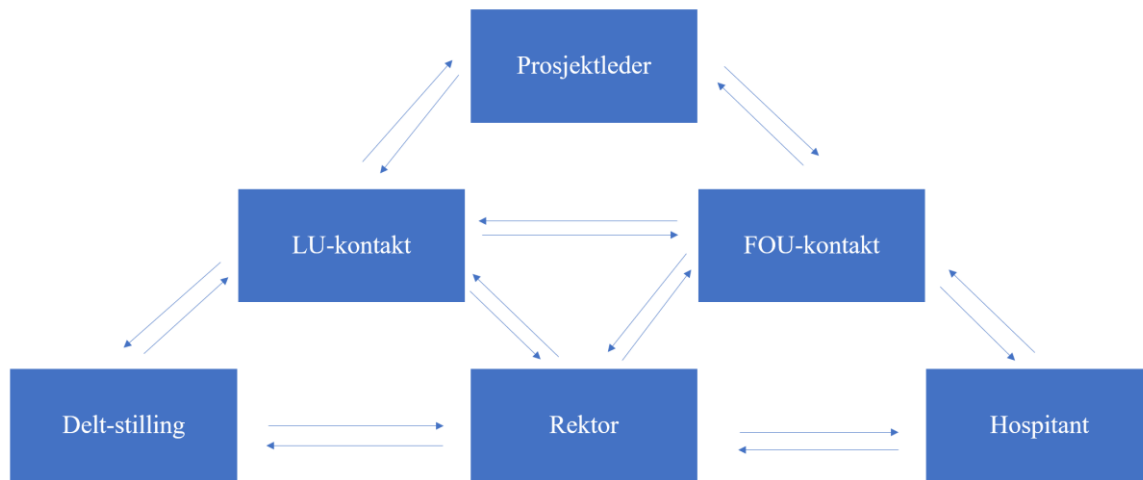 Prosjektleder
LU-kontakt
FOU-kontakt
Delt-stilling
Rektor
Hospitant